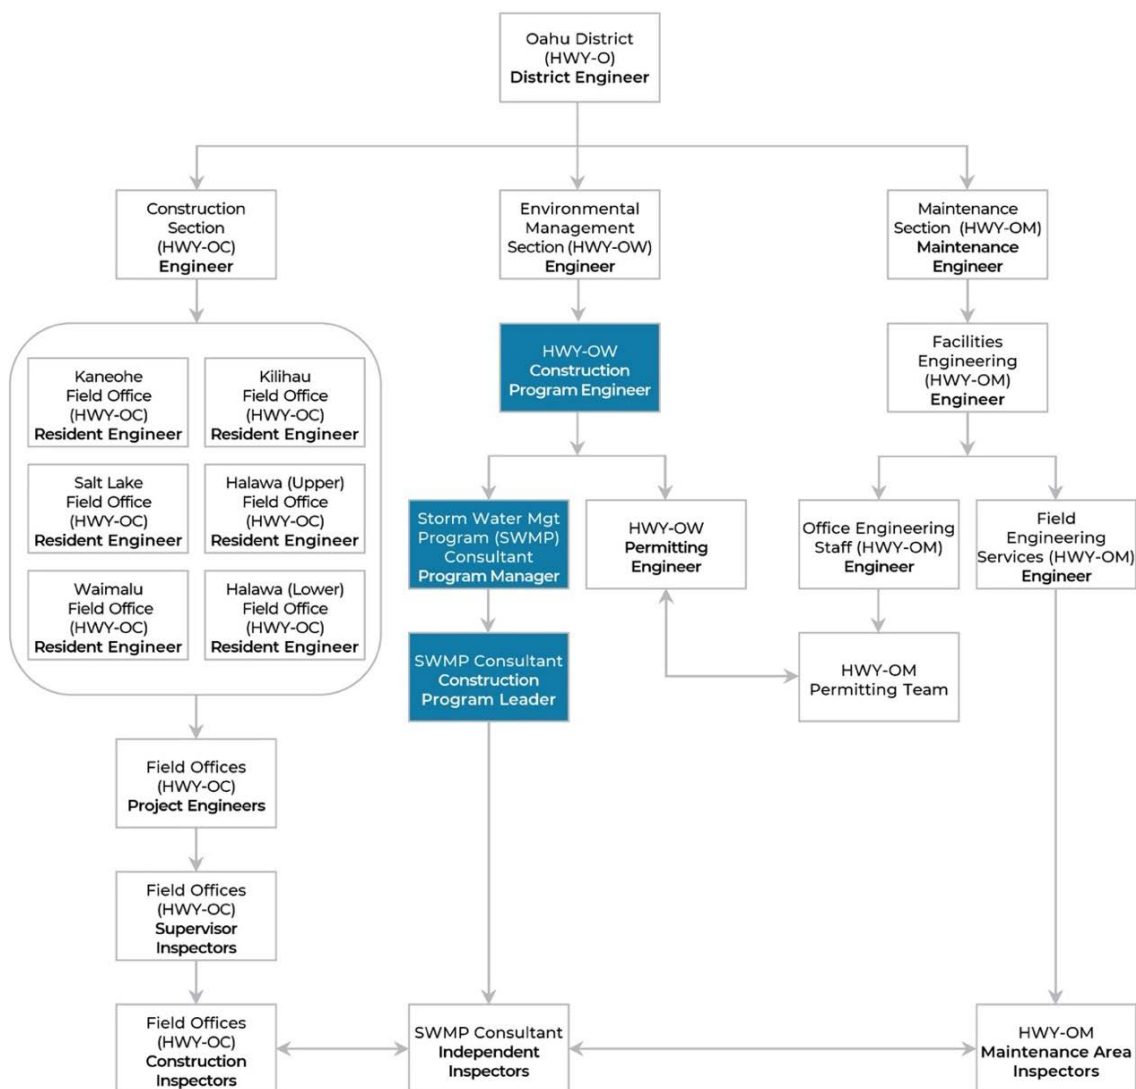 Oahu District
(HWY-O)
District Engineer
Construction
Section
(HWY-OC)
Engineer
Environmental
Management
Section (HWY-OW)
Engineer
Maintenance
Section (HWY-OM)
Maintenance
Engineer
HWY-OW
Construction
Program Engineer
Facilities
Engineering
(HWY-OM)
Engineer
Kaneohe
Field Office
(HWY-OC)
Resident Engineer
Kilihau
Field Office
(HWY-OC)
Resident Engineer
Salt Lake
Field Office
(HWY-OC)
Resident Engineer
Halawa (Upper)
Field Office
(HWY-OC)
Resident Engineer
Waimalu
Field Office
(HWY-OC)
Resident Engineer
Halawa (Lower)
Field Office
(HWY-OC)
Resident Engineer
Storm Water Mgt
Program (SWMP)
Consultant
Program Manager
HWY-OW
Permitting
Engineer
Office Engineering
Staff (HWY-OM)
Engineer
Field
Engineering
Services (HWY-OM)
Engineer
SWMP Consultant
Construction
Program Leader
HWY-OM
Permitting Team
Field Offices
(HWY-OC)
Project Engineers
Field Offices
(HWY-OC)
Supervisor
Inspectors
Field Offices
(HWY-OC)
Construction
Inspectors
SWMP Consultant
Independent
Inspectors
HWY-OM
Maintenance Area
Inspectors